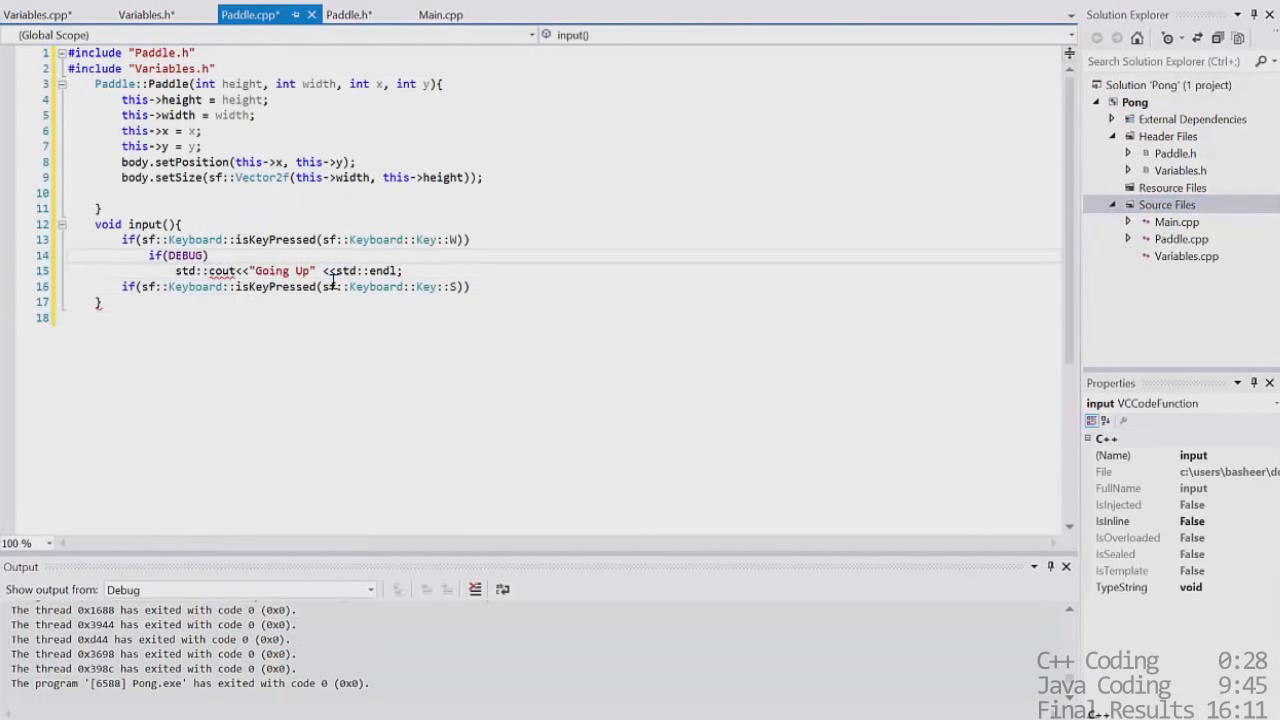 Variables.cpp*
Variables.h*
Paddle.cpp*
Paddle.h*
Main.cpp
(Global Scope)
input()
1 #include "Paddle.h"
2 #include "Variables.h"
3 Paddle::Paddle(int height, int width, int x, int y){
4 this->height = height;
5 this->width = width;
6 this->x = x;
7 this->y = y;
8 body.setPosition(this->x, this->y);
9 body.setSize(sf::Vector2f(this->width, this->height));
10
11 }
12 void input(){
13 if(sf::Keyboard::isKeyPressed(sf::Keyboard::Key::W))
14 if(DEBUG)
15 std::cout<<"Going Up" <<std::endl;
16 if(sf::Keyboard::isKeyPressed(sf::Keyboard::Key::S))
17 }
18
100 %
Output
Show output from: Debug
The thread 0x1688 has exited with code 0 (0x0).
The thread 0x3944 has exited with code 0 (0x0).
The thread 0xd44 has exited with code 0 (0x0).
The thread 0x3698 has exited with code 0 (0x0).
The thread 0x398c has exited with code 0 (0x0).
The program '[6588] Pong.exe' has exited with code 0 (0x0).
Solution Explorer
Search Solution Explorer (Ctrl+;)
Solution 'Pong' (1 project)
Pong
External Dependencies
Header Files
Paddle.h
Variables.h
Resource Files
Source Files
Main.cpp
Paddle.cpp
Variables.cpp
Properties
input VCCodeFunction
C++
(Name) input
File c:\users\basheer\do
FullName input
IsInjected False
IsInline False
IsOverloaded False
IsSealed False
IsTemplate False
TypeString void
C++ Coding 0:28
Java Coding 9:45
Final Results 16:11
C++